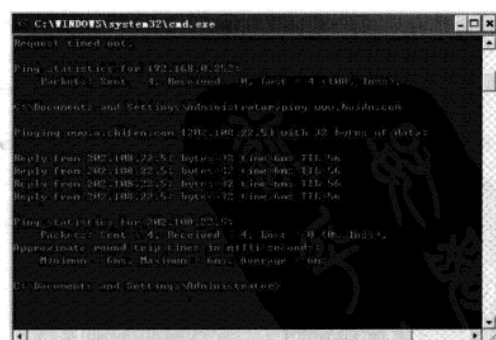 C:\WINDOWS\system32\cmd.exe
Request timed out.
Ping statistics for 192.168.0.252:
Packets: Sent = 4, Received = 0, Lost = 4 (100% loss),
C:\Documents and Settings\Administrator>ping www.baidu.com
Pinging www.a.shifen.com [202.108.22.5] with 32 bytes of data:
Reply from 202.108.22.5: bytes=32 time=6ms TTL=56
Reply from 202.108.22.5: bytes=32 time=6ms TTL=56
Reply from 202.108.22.5: bytes=32 time=6ms TTL=56
Reply from 202.108.22.5: bytes=32 time=6ms TTL=56
Ping statistics for 202.108.22.5:
Packets: Sent = 4, Received = 4, Lost = 0 (0% loss),
Approximate round trip times in milli-seconds:
Minimum = 6ms, Maximum = 6ms, Average = 6ms
C:\Documents and Settings\Administrator>